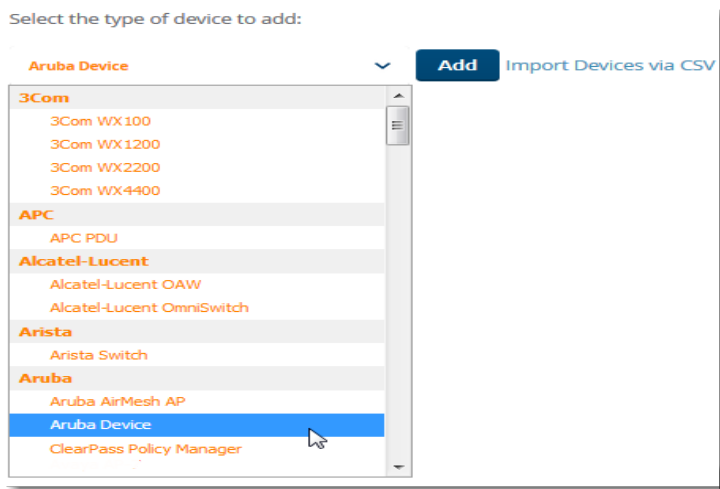 Select the type of device to add:
Aruba Device
Add
Import Devices via CSV
3Com
3Com WX100
3Com WX1200
3Com WX2200
3Com WX4400
APC
APC PDU
Alcatel-Lucent
Alcatel-Lucent OAW
Alcatel-Lucent OmniSwitch
Arista
Arista Switch
Aruba
Aruba AirMesh AP
Aruba Device
ClearPass Policy Manager